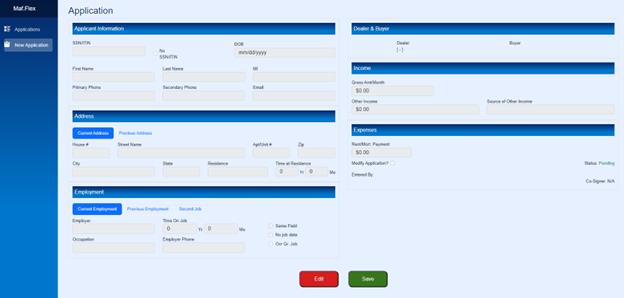 Maf.Flex
Applications
New Application
Application
Applicant Information
SSN/ITIN
No SSN/ITIN
DOB
mm/dd/yyyy
First Name
Last Name
MI
Primary Phone
Secondary Phone
Email
Address
Current Address
Previous Address
House #
Street Name
Apt/Unit #
Zip
City
State
Residence
Time at Residence
0 Yr 0 Mo
Employment
Current Employment
Previous Employment
Second Job
Employer
Time On Job
0 Yr 0 Mo
Same Field
No job data
Occupation
Employer Phone
Gr. Job
Dealer & Buyer
Dealer
Buyer
[ - ]
Income
Gross Amt/Month
$0.00
Other Income
Source of Other Income
$0.00
Expenses
Rent/Mort. Payment
$0.00
Modify Application?
Status: Pending
Entered By:
Co-Signer: N/A
Edit
Save